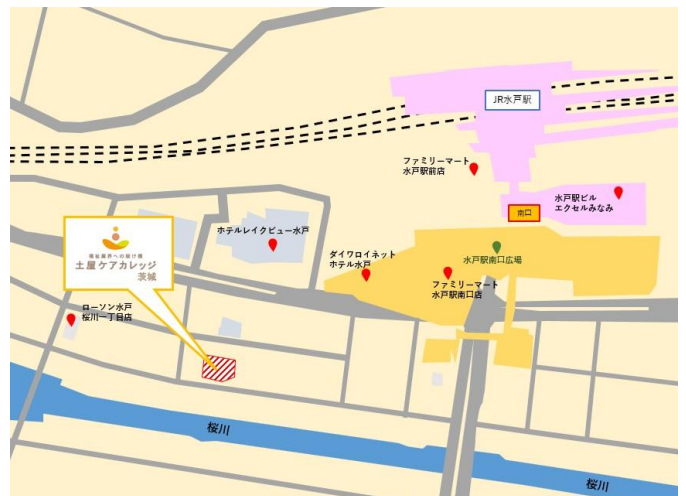 JR水戸駅
ファミリーマート
水戸駅前店
水戸駅ビル
エクセルみなみ
南口
ホテルレイクビュー水戸
水戸駅南口広場
ダイワロイネット
ホテル水戸
ファミリーマート
水戸駅南口店
福祉業界への架け橋
土屋ケアカレッジ
茨城
ローソン水戸
桜川一丁目店
桜川
桜川